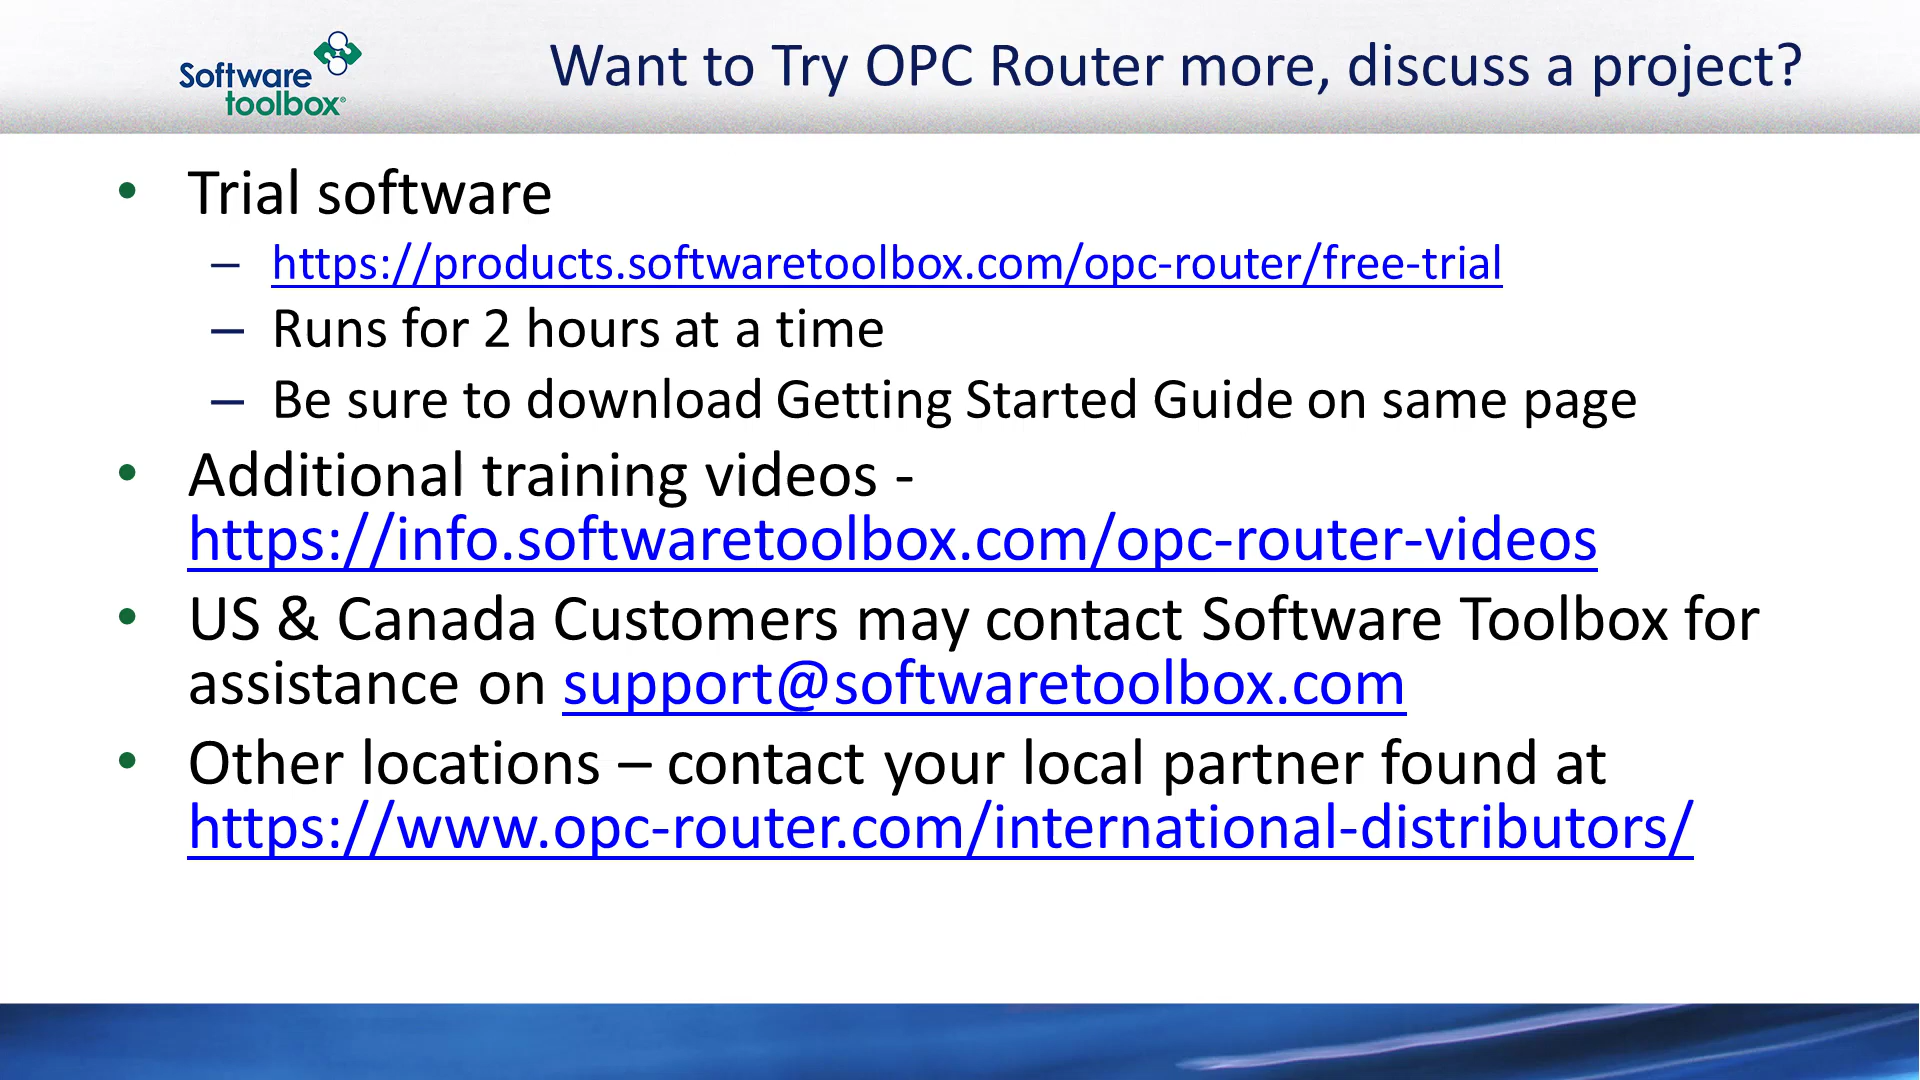 Software
toolbox®
Want to Try OPC Router more, discuss a project?
• Trial software
– https://products.softwaretoolbox.com/opc-router/free-trial
– Runs for 2 hours at a time
– Be sure to download Getting Started Guide on same page
• Additional training videos -
https://info.softwaretoolbox.com/opc-router-videos
• US & Canada Customers may contact Software Toolbox for
assistance on support@softwaretoolbox.com
• Other locations – contact your local partner found at
https://www.opc-router.com/international-distributors/